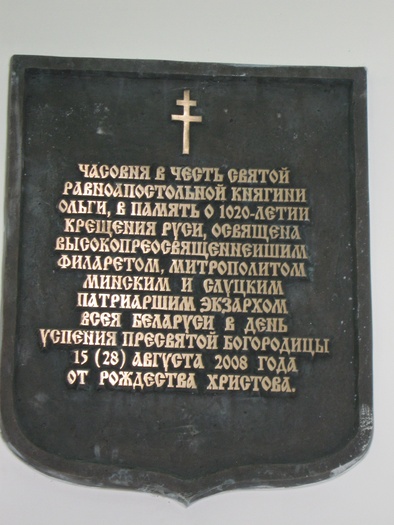 ЧАСОВНЯ В ЧЕСТЬ СВЯТОЙ
РАВНОАПОСТОЛЬНОЙ КНЯГИНИ
ОЛЬГИ, В ПАМЯТЬ О 1020-ЛЕТИИ
КРЕЩЕНИЯ РУСИ, ОСВЯЩЕНА
ВЫСОКОПРЕОСВЯЩЕННЕИШИМ
ФИЛАРЕТОМ, МИТРОПОЛИТОМ
МИНСКИМ И СЛУЦКИМ
ПАТРИАРШИМ ЭКЗАРХОМ
ВСЕЯ БЕЛАРУСИ В ДЕНЬ
УСПЕНИЯ ПРЕСВЯТОЙ БОГОРОДИЦЫ
15 (28) АВГУСТА 2008 ГОДА
ОТ РОЖДЕСТВА ХРИСТОВА.